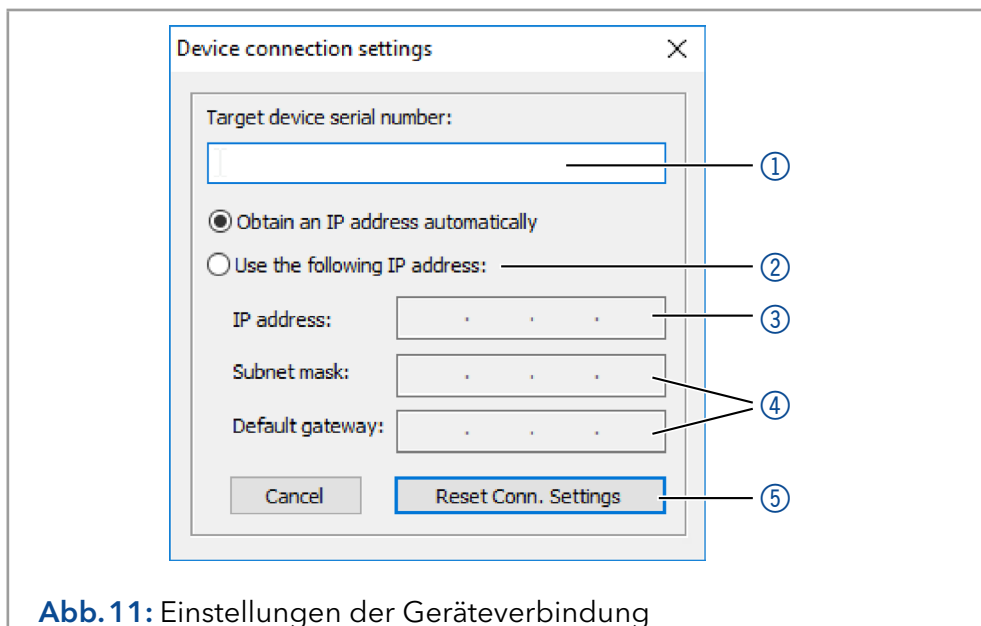 Device connection settings
Target device serial number:
①
Obtain an IP address automatically
Use the following IP address: ②
IP address: . . . ③
Subnet mask: . . .
④
Default gateway: . . .
Cancel Reset Conn. Settings ⑤
Abb.11: Einstellungen der Geräteverbindung